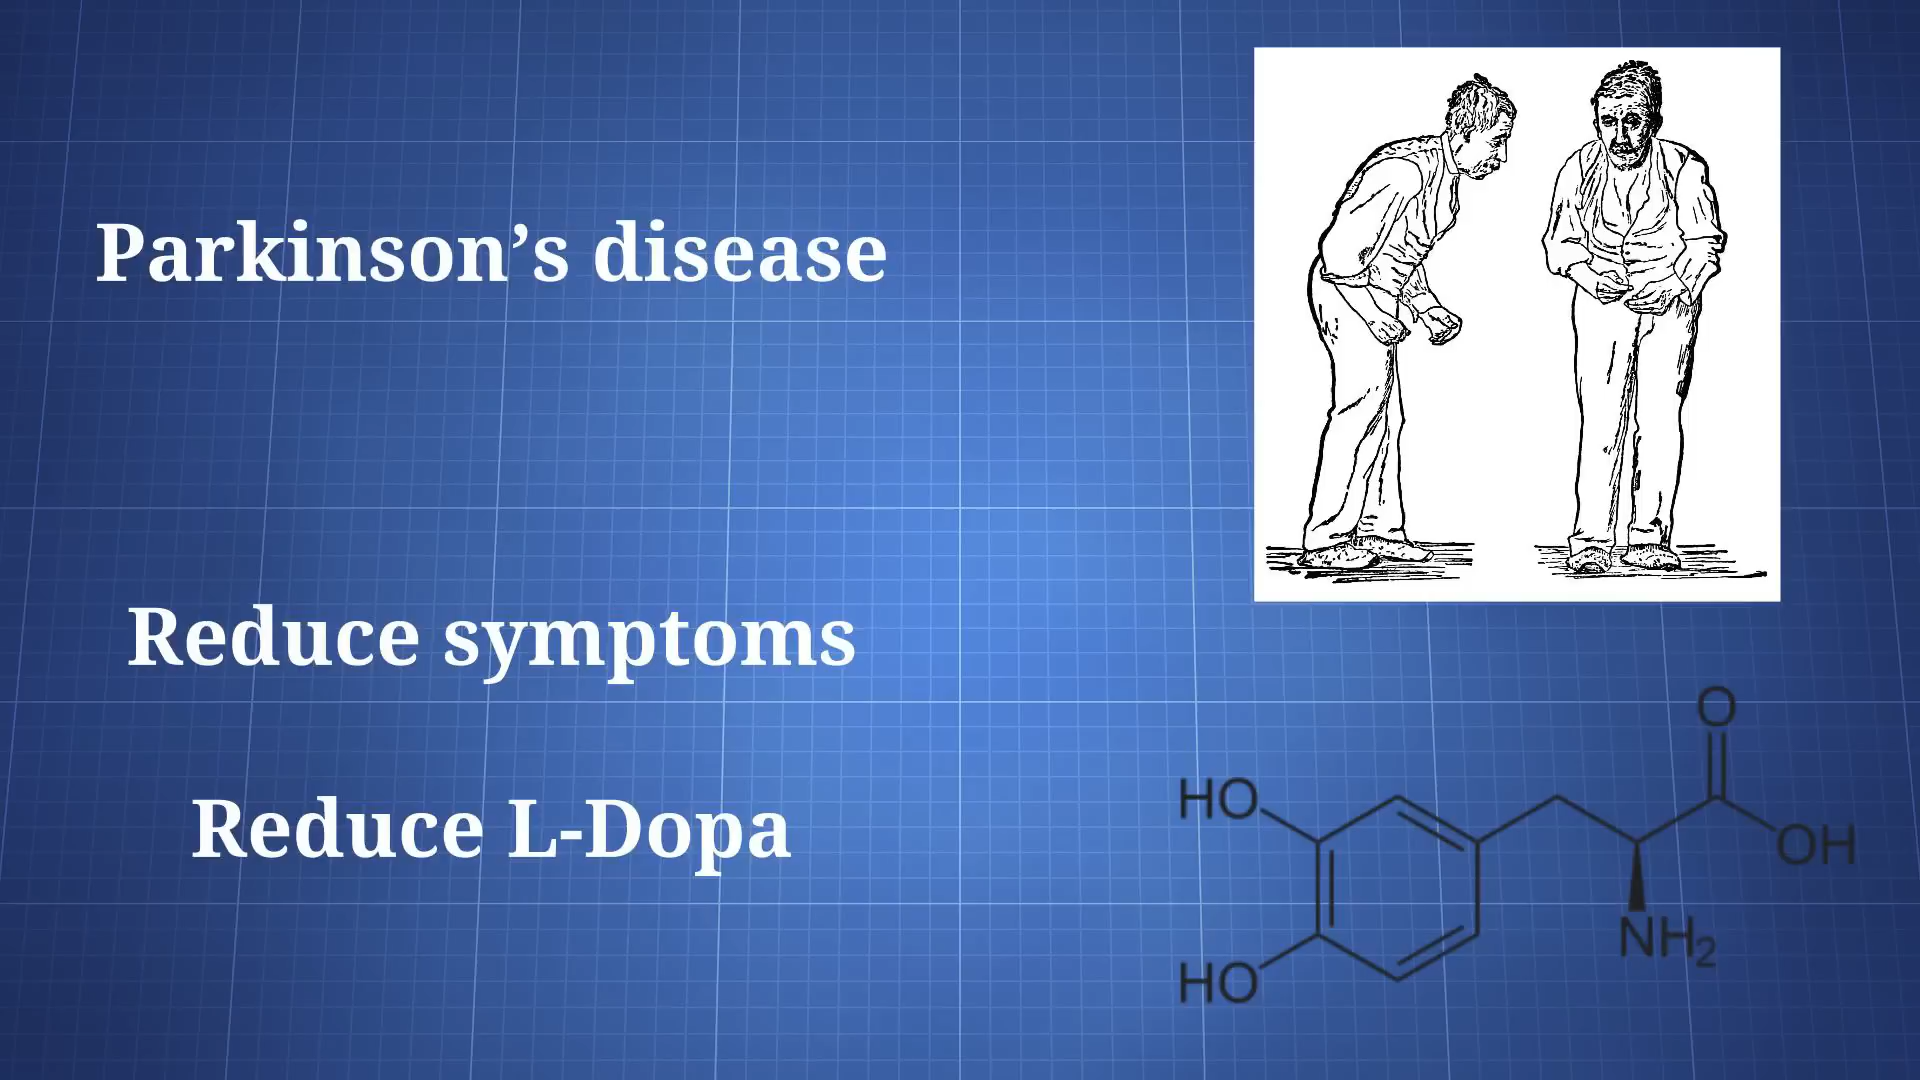 Parkinson’s disease
Reduce symptoms
Reduce L-Dopa
O
HO
OH
NH₂
HO